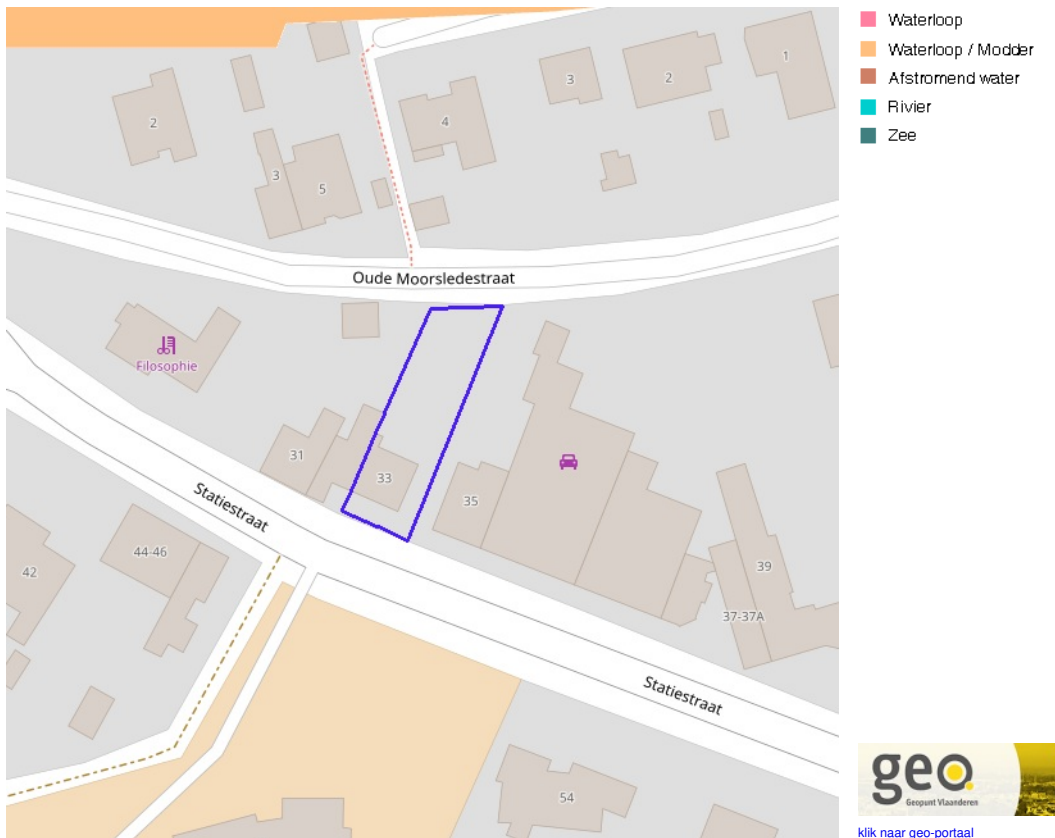 Waterloop
Waterloop / Modder
Afstromend water
Rivier
Zee
1
2
3
4
2
3
5
Oude Moorsledestraat
Filosophie
31
33
35
Statiestraat
44-46
42
39
37-37A
Statiestraat
54
geo
Geopunt Vlaanderen
klik naar geo-portaal